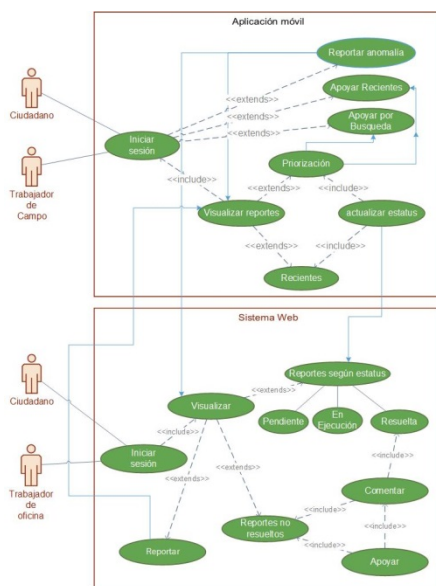 Aplicación móvil
Reportar anomalía
Apoyar Recientes
<<extends>>
<<extends>>
Apoyar por
Busqueda
<<extends>>
Ciudadano
Iniciar
sesión
Trabajador
de
Campo
Priorización
<<include>>
<<extends>>
<<include>>
Visualizar reportes
actualizar estatus
<<extends>>
<<include>>
Recientes
Sistema Web
Ciudadano
Reportes según estatus
<<extends>>
Visualizar
Pendiente
En
Ejecución
Resuelta
<<include>>
<<include>>
Iniciar
sesión
<<extends>>
<<extends>>
Trabajador
de
oficina
Comentar
<<include>>
Reportes no
resueltos
<<include>>
Reportar
<<include>>
Apoyar